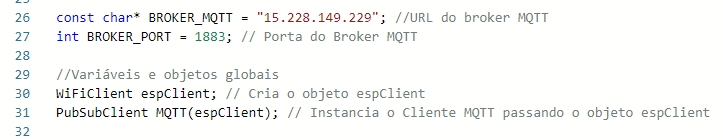 26 const char* BROKER_MQTT = "15.228.149.229"; //URL do broker MQTT
27 int BROKER_PORT = 1883; // Porta do Broker MQTT
28
29 //Variáveis e objetos globais
30 WiFiClient espClient; // Cria o objeto espClient
31 PubSubClient MQTT(espClient); // Instancia o Cliente MQTT passando o objeto espClient
32